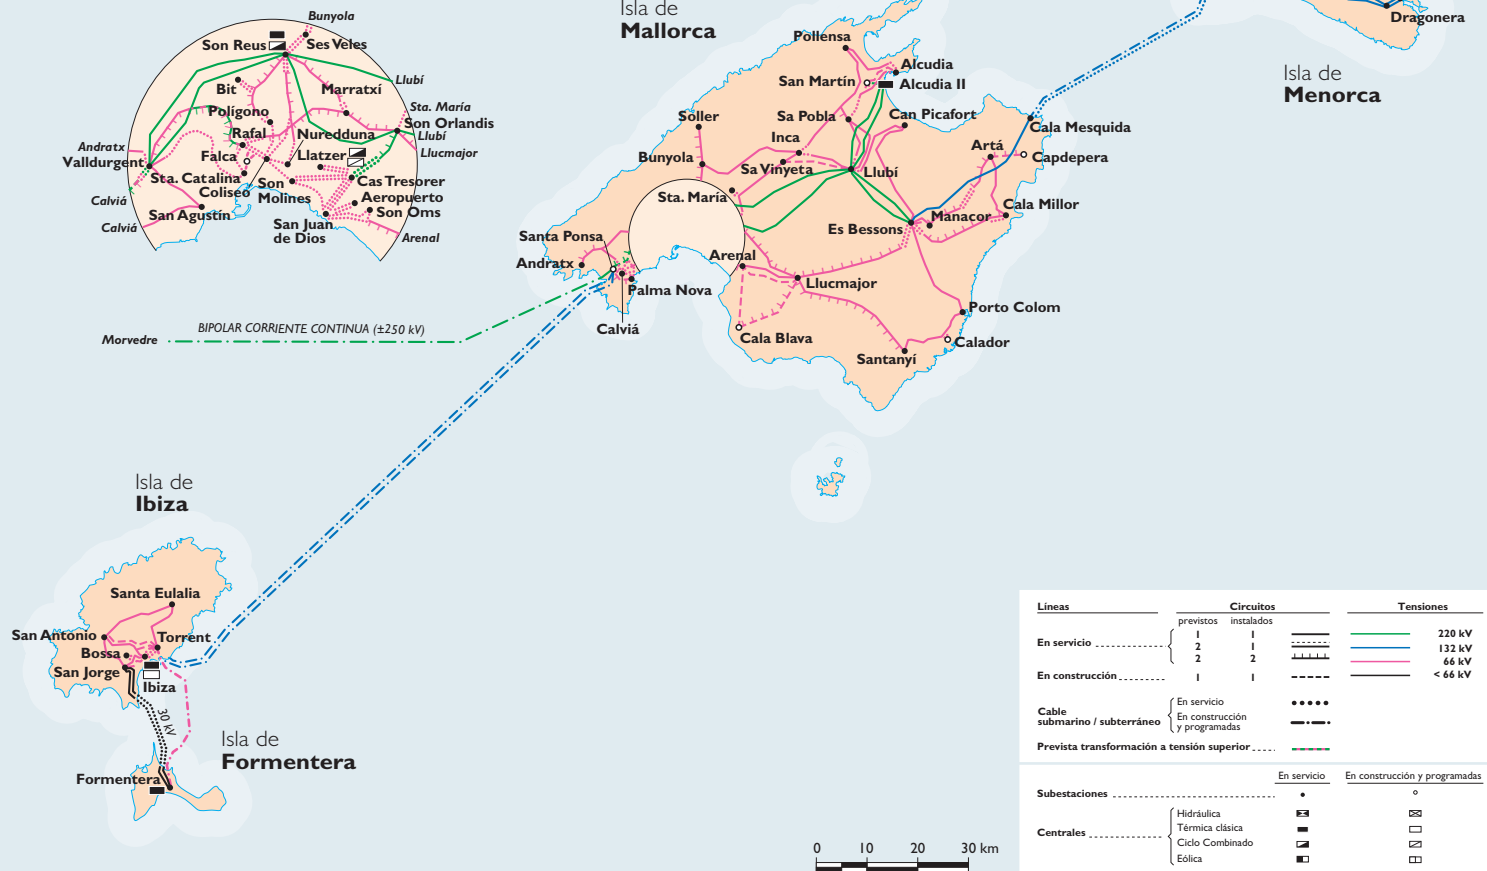 Isla de
Mallorca
Isla de
Menorca
Dragonera
Bunyola
Son Reus
Ses Veles
Llubí
Bit
Marratxí
Polígono
Sta. María
Son Orlandis
Rafal
Nuredduna
Llubí
Andratx
Valldurgent
Falca
Llatzer
Llucmajor
Sta. Catalina
Coliseo
Son
Molines
Cas Tresorer
Aeropuerto
Son Oms
Calviá
San Agustín
San Juan
de Dios
Calviá
Arenal
Pollensa
Alcudia
San Martín
Alcudia II
Soller
Sa Pobla
Can Picafort
Cala Mesquida
Inca
Artá
Bunyola
Sa Vinyeta
Llubí
Capdepera
Sta. María
Cala Millor
Manacor
Es Bessons
Santa Ponsa
Andratx
Arenal
Llucmajor
Palma Nova
Porto Colom
Calviá
Cala Blava
Calador
Santanyí
Morvedre
BIPOLAR CORRIENTE CONTINUA (±250 kV)
Isla de
Ibiza
Santa Eulalia
San Antonio
Torrent
Bossa
San Jorge
Ibiza
30 kV
Isla de
Formentera
Formentera
0 10 20 30 km
Líneas Circuitos Tensiones
previstos instalados
En servicio 1 1 220 kV
2 1 132 kV
2 2 66 kV
En construcción 1 1 < 66 kV
Cable
submarino / subterráneo
En servicio
En construcción
y programadas
Prevista transformación a tensión superior
En servicio En construcción y programadas
Subestaciones
Centrales
Hidráulica
Térmica clásica
Ciclo Combinado
Eólica